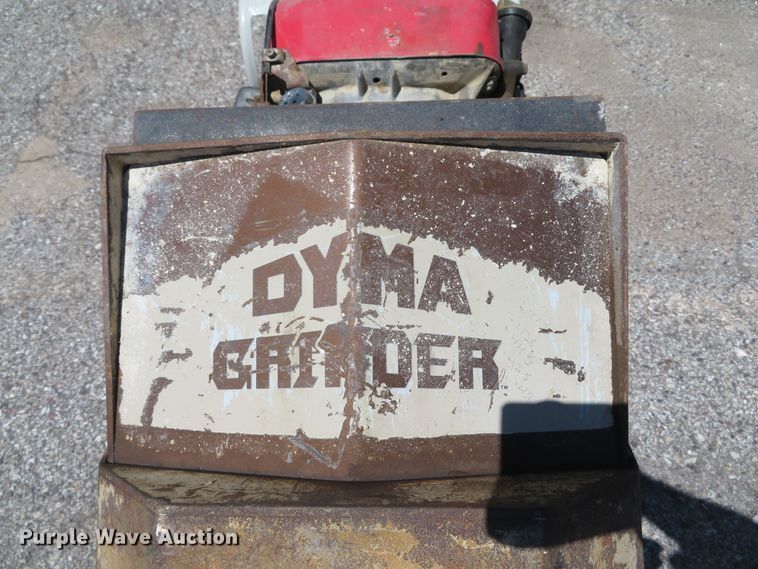 DYMA
GRINDER
Purple Wave Auction